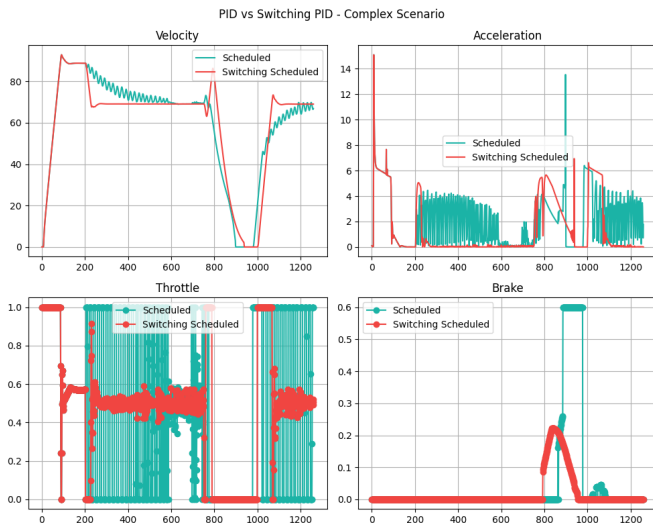 PID vs Switching PID - Complex Scenario
Velocity
Scheduled
Switching Scheduled
80
60
40
20
0
0 200 400 600 800 1000 1200
Acceleration
Scheduled
Switching Scheduled
14
12
10
8
6
4
2
0
0 200 400 600 800 1000 1200
Throttle
Scheduled
Switching Scheduled
1.0
0.8
0.6
0.4
0.2
0.0
0 200 400 600 800 1000 1200
Brake
Scheduled
Switching Scheduled
0.6
0.5
0.4
0.3
0.2
0.1
0.0
0 200 400 600 800 1000 1200